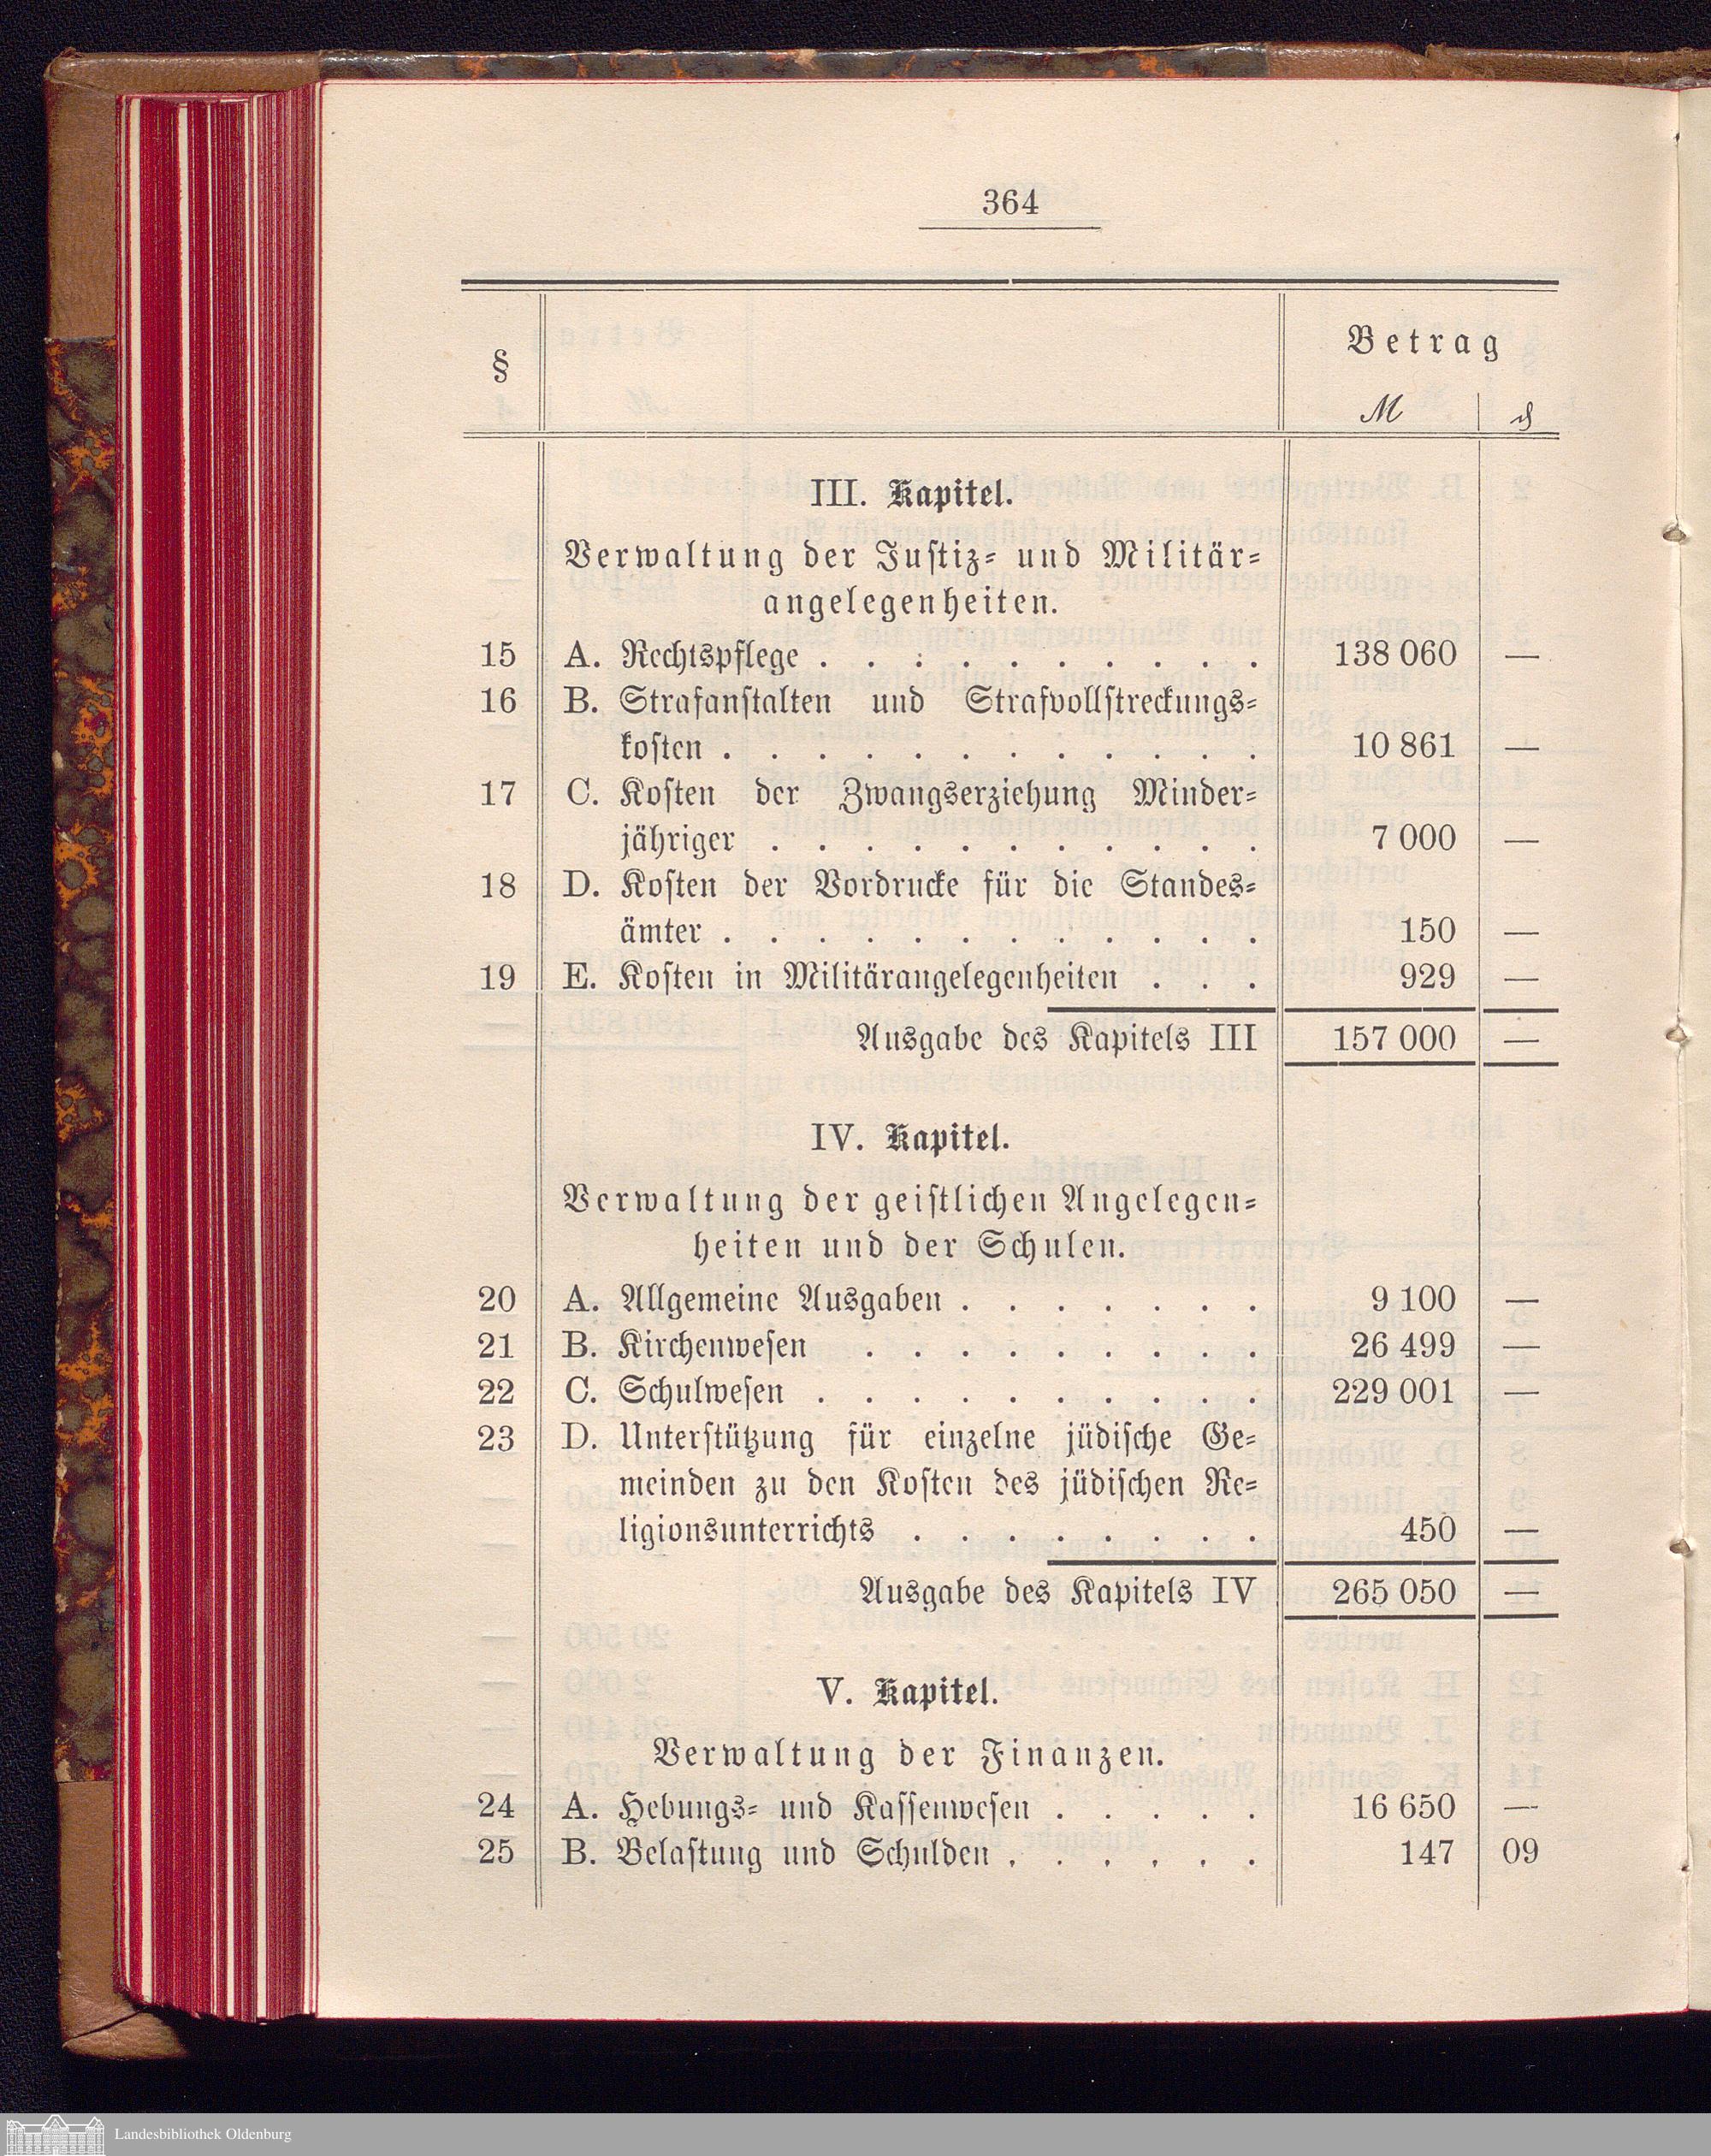 364
§ Betrag
ℳ ₰
III. Kapitel.
Verwaltung der Justiz- und Militär-
angelegenheiten.
15 A. Rechtspflege . . . . . . . . . . 138 060 —
16 B. Strafanstalten und Strafvollstreckungs-
kosten . . . . . . . . . . . . 10 861 —
17 C. Kosten der Zwangserziehung Minder-
jähriger . . . . . . . . . . . 7 000 —
18 D. Kosten der Vordrucke für die Standes-
ämter . . . . . . . . . . . . 150 —
19 E. Kosten in Militärangelegenheiten . . . 929 —
Ausgabe des Kapitels III 157 000 —
IV. Kapitel.
Verwaltung der geistlichen Angelegen-
heiten und der Schulen.
20 A. Allgemeine Ausgaben . . . . . . . 9 100 —
21 B. Kirchenwesen . . . . . . . . . 26 499 —
22 C. Schulwesen . . . . . . . . . . 229 001 —
23 D. Unterstützung für einzelne jüdische Ge-
meinden zu den Kosten des jüdischen Re-
ligionsunterrichts . . . . . . . . 450 —
Ausgabe des Kapitels IV 265 050 —
V. Kapitel.
Verwaltung der Finanzen.
24 A. Hebungs- und Kassenwesen . . . . . 16 650 —
25 B. Belastung und Schulden . . . . . . 147 09
Landesbibliothek Oldenburg